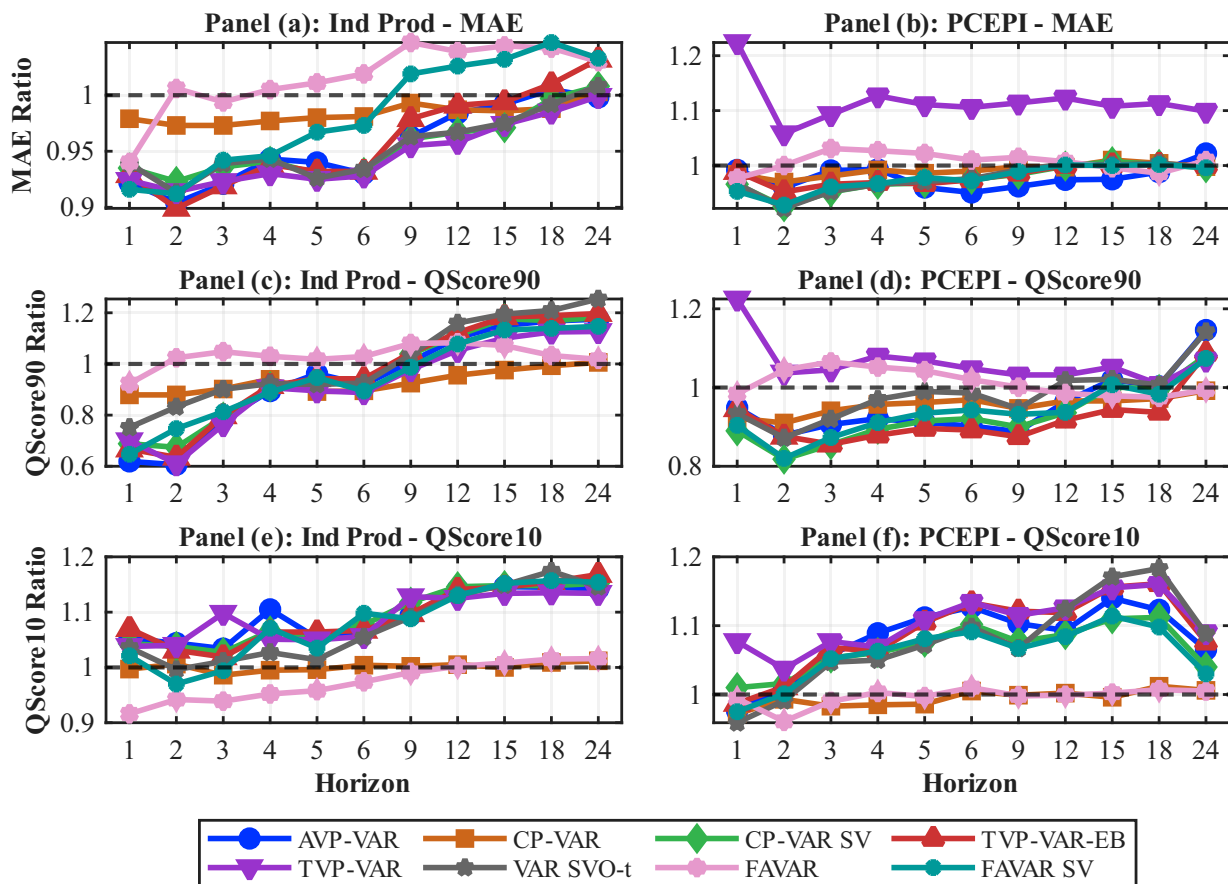 Panel (a): Ind Prod - MAE
MAE Ratio
1
0.95
0.9
1 2 3 4 5 6 9 12 15 18 24
Panel (b): PCEPI - MAE
1.2
1.1
1
1 2 3 4 5 6 9 12 15 18 24
Panel (c): Ind Prod - QScore90
QScore90 Ratio
1.2
1
0.8
0.6
1 2 3 4 5 6 9 12 15 18 24
Panel (d): PCEPI - QScore90
1.2
1
0.8
1 2 3 4 5 6 9 12 15 18 24
Panel (e): Ind Prod - QScore10
QScore10 Ratio
1.2
1.1
1
0.9
1 2 3 4 5 6 9 12 15 18 24
Horizon
Panel (f): PCEPI - QScore10
1.2
1.1
1
1 2 3 4 5 6 9 12 15 18 24
Horizon
AVP-VAR CP-VAR CP-VAR SV TVP-VAR-EB
TVP-VAR VAR SVO-t FAVAR FAVAR SV